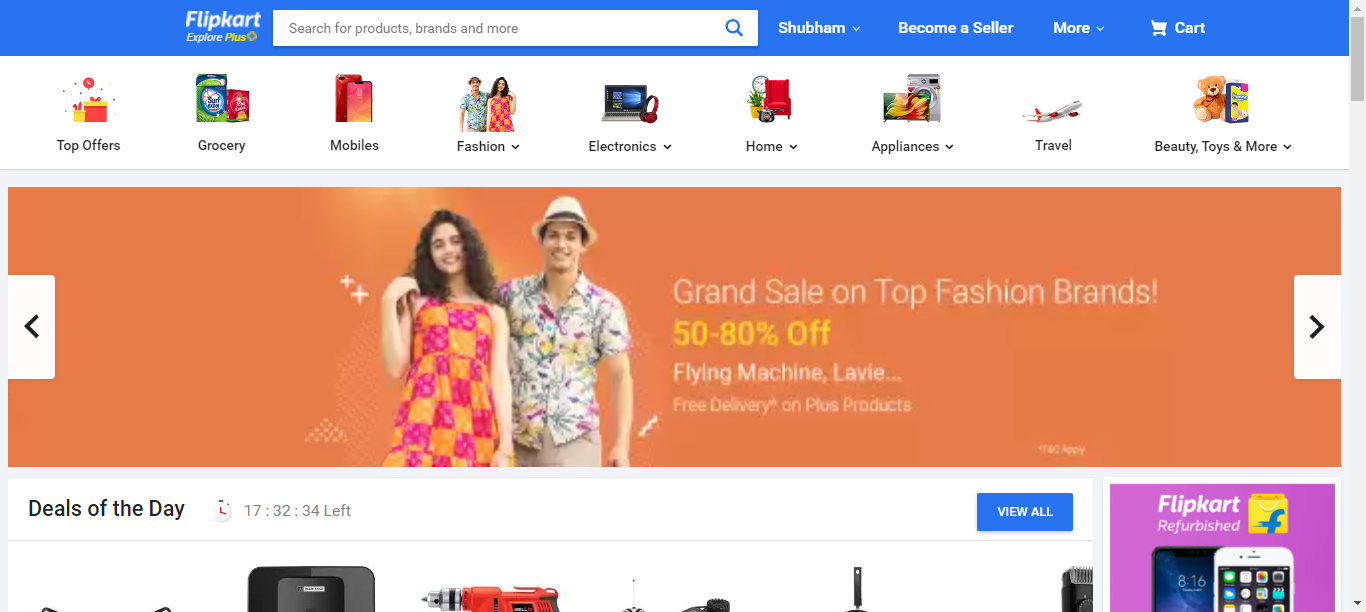 Flipkart
Explore Plus
Search for products, brands and more
Shubham
Become a Seller
More
Cart
Top Offers
Grocery
Mobiles
Fashion
Electronics
Home
Appliances
Travel
Beauty, Toys & More
Grand Sale on Top Fashion Brands!
50-80% Off
Flying Machine, Lavie...
Free Delivery* on Plus Products
*T&C Apply
Deals of the Day
17 : 32 : 34 Left
VIEW ALL
Flipkart
Refurbished
8:16
Surf excel